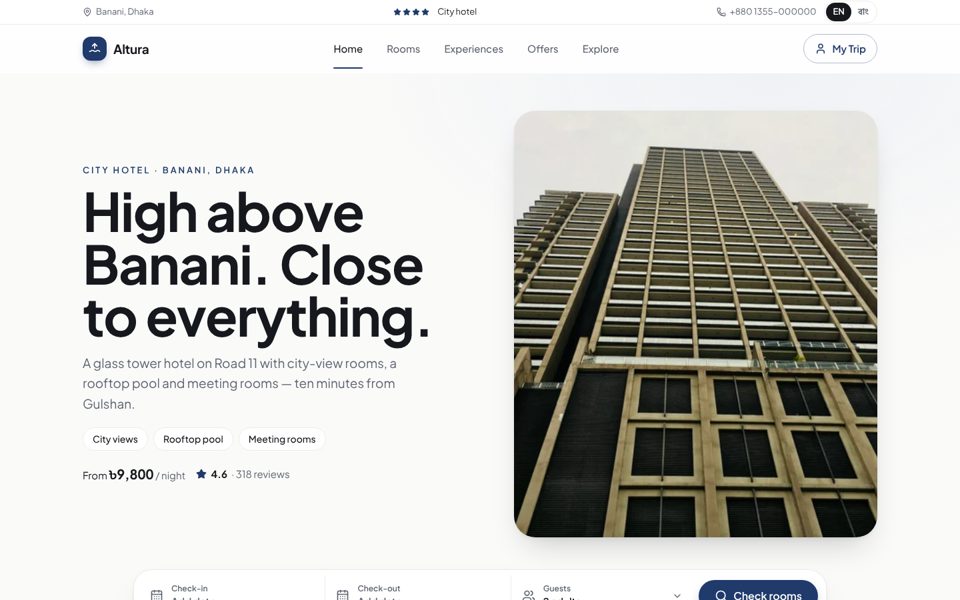 Banani, Dhaka
City hotel
+880 1355-000000
EN
বাং
Altura
Home
Rooms
Experiences
Offers
Explore
My Trip
CITY HOTEL · BANANI, DHAKA
High above
Banani. Close
to everything.
A glass tower hotel on Road 11 with city-view rooms, a
rooftop pool and meeting rooms — ten minutes from
Gulshan.
City views
Rooftop pool
Meeting rooms
From ৳9,800 / night
4.6 · 318 reviews
Check-in
Check-out
Guests
Check rooms